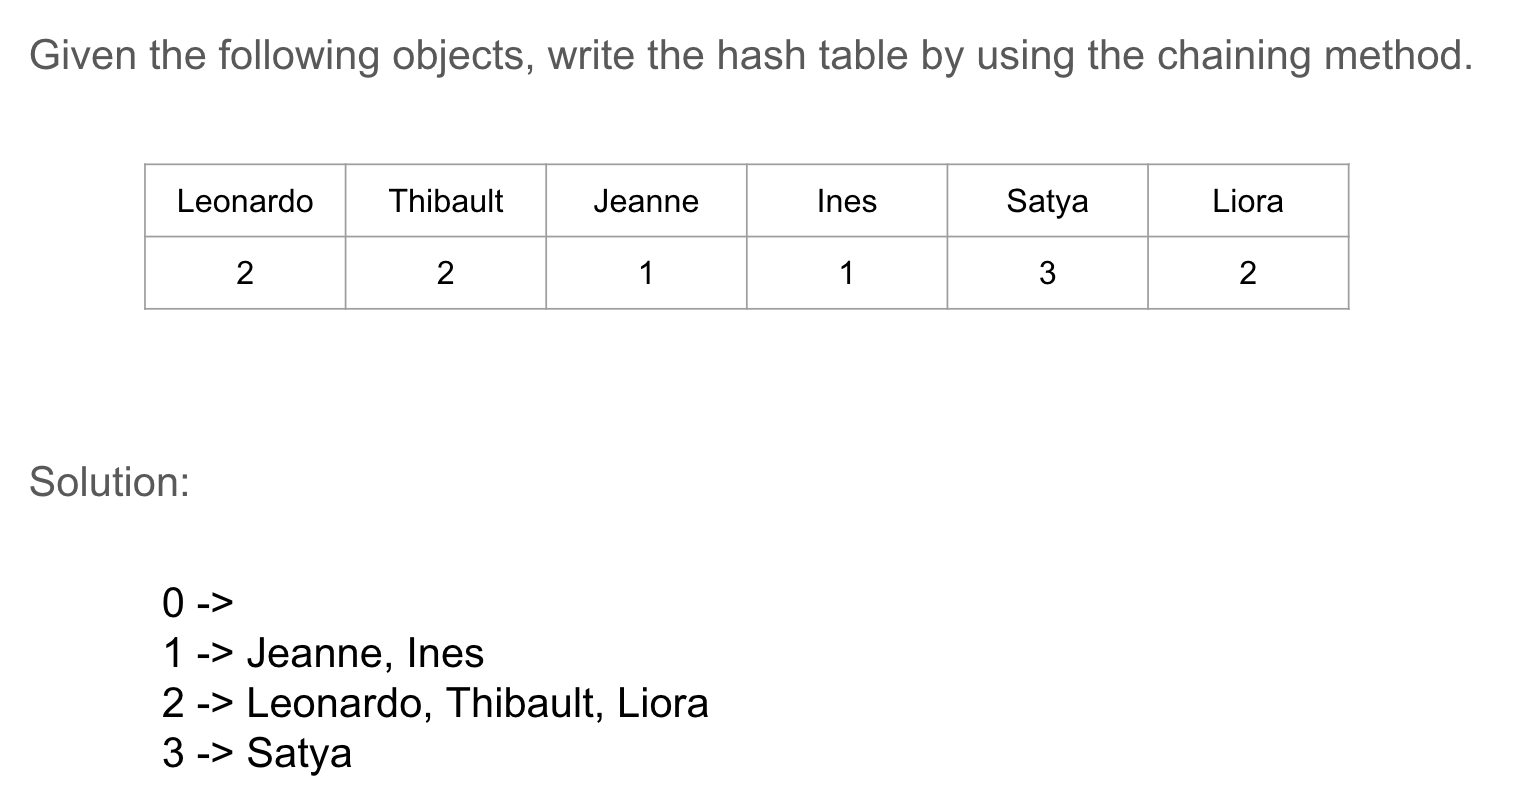 Given the following objects, write the hash table by using the chaining method.
Leonardo Thibault Jeanne Ines Satya Liora
2 2 1 1 3 2
Solution:
0 ->
1 -> Jeanne, Ines
2 -> Leonardo, Thibault, Liora
3 -> Satya